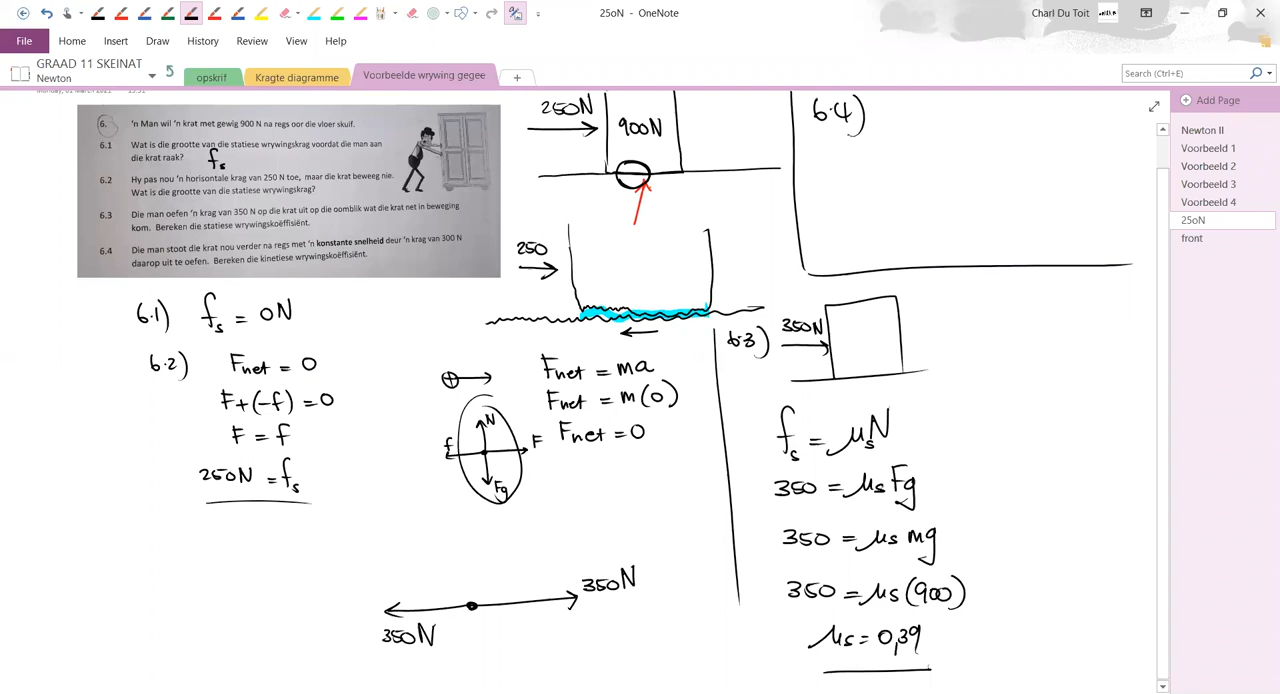 25oN - OneNote
Charl Du Toit
File
Home
Insert
Draw
History
Review
View
Help
GRAAD 11 SKEINAT
Newton
opskrif
Kragte diagramme
Voorbeelde wrywing gegee
+
Search (Ctrl+E)
Add Page
Newton II
Voorbeeld 1
Voorbeeld 2
Voorbeeld 3
Voorbeeld 4
25oN
front
6.
'n Man wil 'n krat met gewig 900 N na regs oor die vloer skuif.
6.1
Wat is die grootte van die statiese wrywingskrag voordat die man aan
die krat raak?
fs
6.2
Hy pas nou 'n horisontale krag van 250 N toe, maar die krat beweeg nie.
Wat is die grootte van die statiese wrywingskrag?
6.3
Die man oefen 'n krag van 350 N op die krat uit op die oomblik wat die krat net in beweging
kom. Bereken die statiese wrywingskoëffisiënt.
6.4
Die man stoot die krat nou verder na regs met 'n konstante snelheid deur 'n krag van 300 N
daarop uit te oefen. Bereken die kinetiese wrywingskoëffisiënt.
250N
900N
250
6.1) fs = 0N
6.2) Fnet = 0
F+(-f) = 0
F = f
250N = fs
+
N
f
F
Fg
Fnet = ma
Fnet = m(0)
Fnet = 0
350N
350N
6.4)
6.3)
350N
fs = μsN
350 = μs Fg
350 = μs mg
350 = μs (900)
μs = 0,39